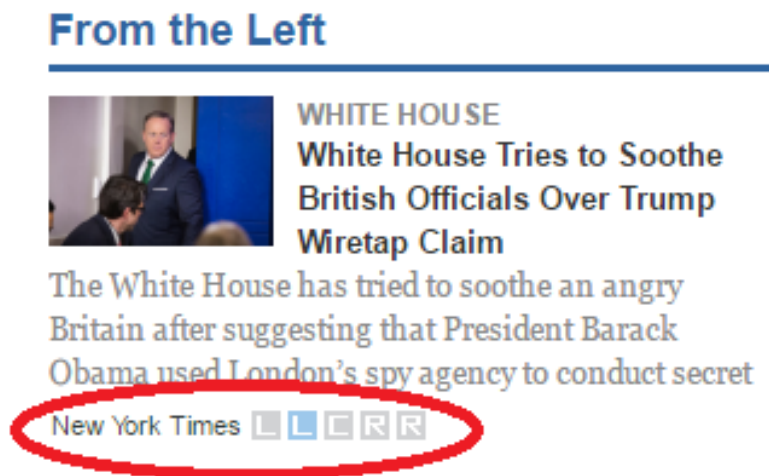 From the Left
WHITE HOUSE
White House Tries to Soothe
British Officials Over Trump
Wiretap Claim
The White House has tried to soothe an angry
Britain after suggesting that President Barack
Obama used London’s spy agency to conduct secret
New York Times L L C R R